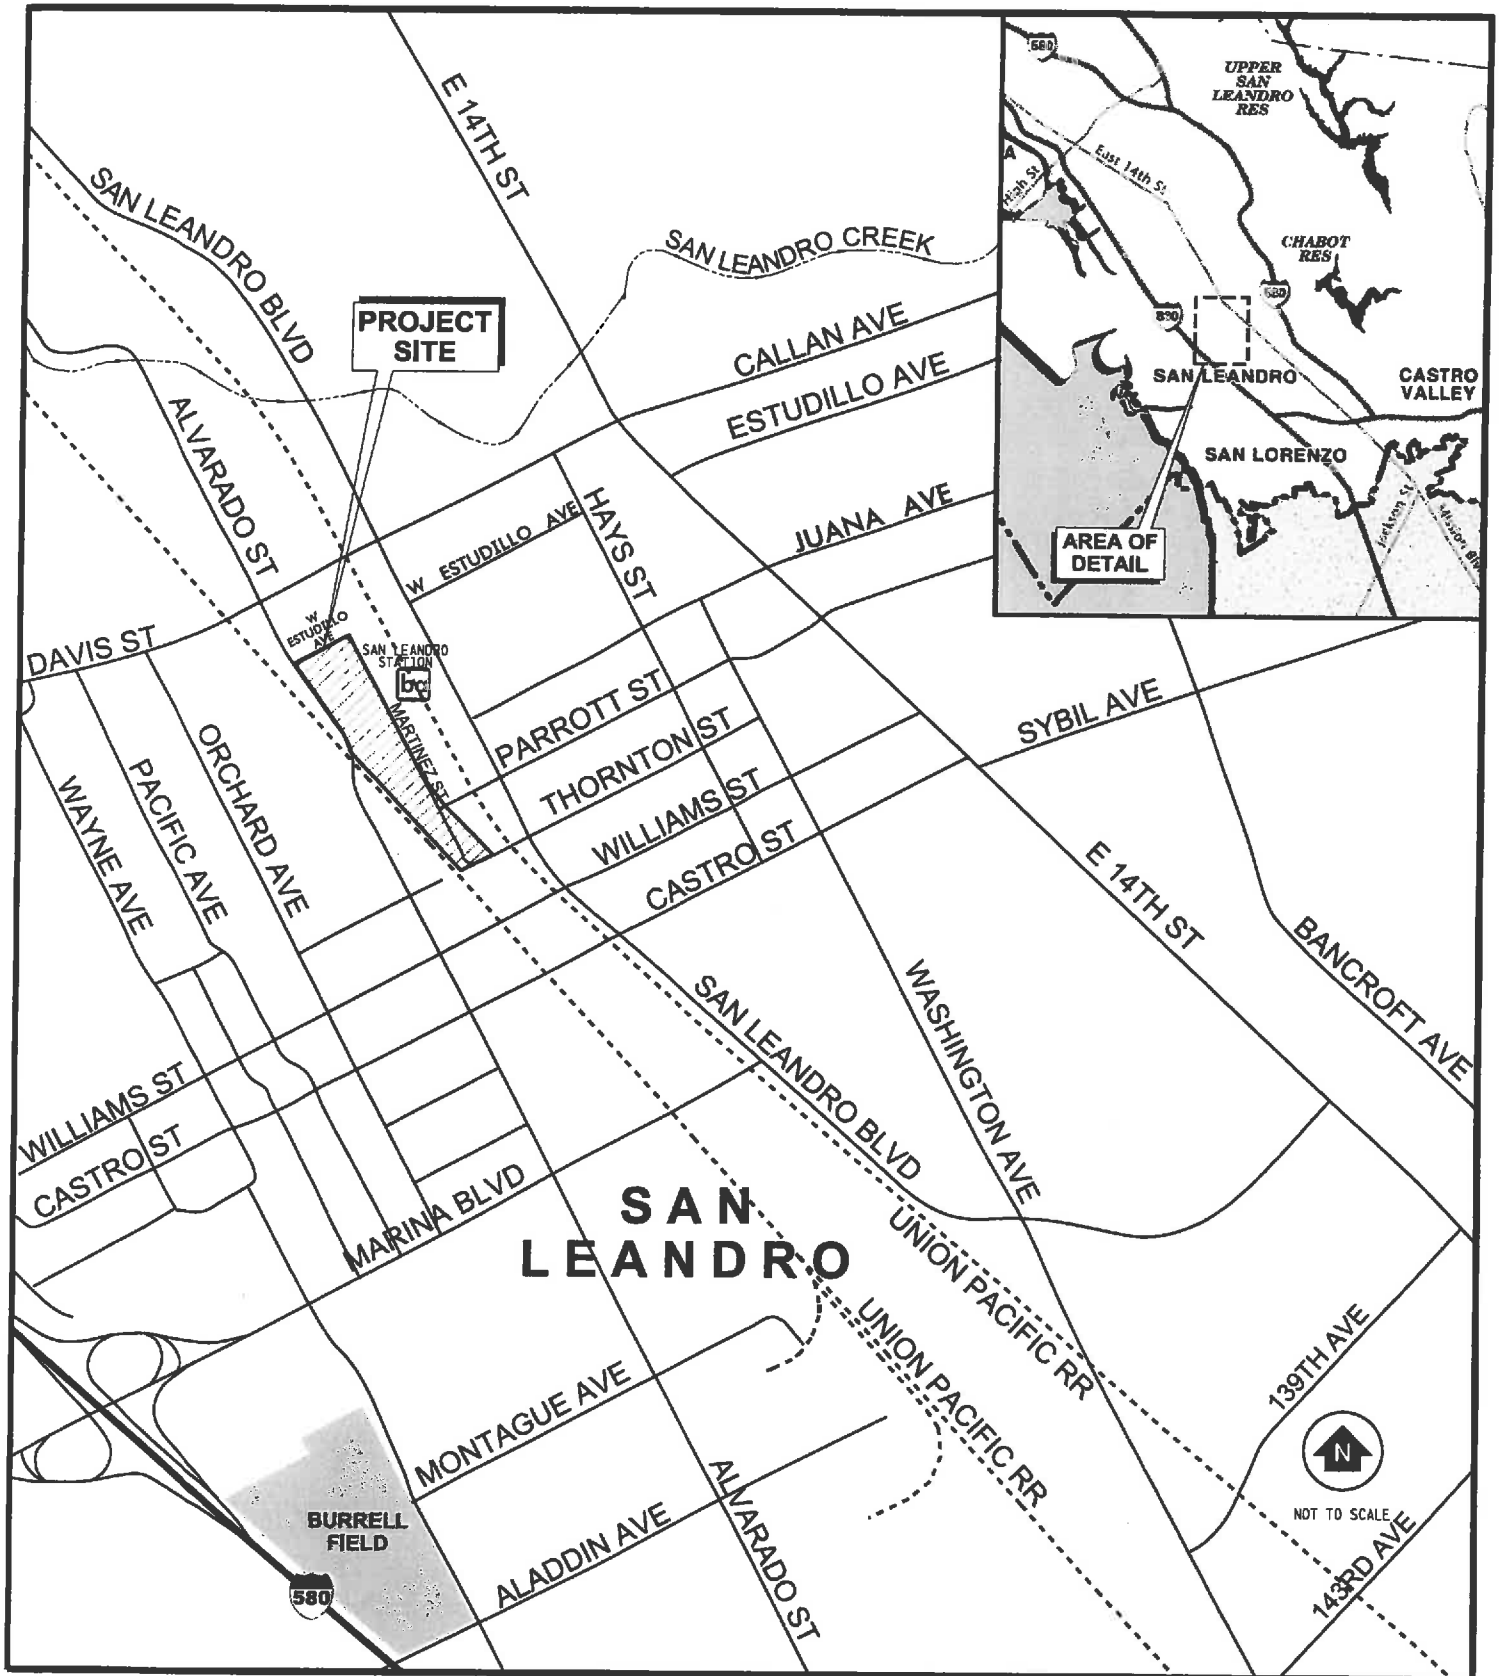 E 14TH ST
SAN LEANDRO BLVD
SAN LEANDRO CREEK
PROJECT
SITE
CALLAN AVE
ESTUDILLO AVE
ALVARADO ST
HAYS ST
W ESTUDILLO AVE
JUANA AVE
W
ESTUDILLO
AVE
SAN LEANDRO
STATION
ba
DAVIS ST
MARTINEZ ST
PARROTT ST
THORNTON ST
WILLIAMS ST
CASTRO ST
SYBIL AVE
WAYNE AVE
PACIFIC AVE
ORCHARD AVE
E 14TH ST
BANCROFT AVE
WASHINGTON AVE
SAN LEANDRO BLVD
WILLIAMS ST
CASTRO ST
MARINA BLVD
SAN
LEANDRO
UNION PACIFIC RR
UNION PACIFIC RR
139TH AVE
143RD AVE
MONTAGUE AVE
ALADDIN AVE
ALVARADO ST
BURRELL
FIELD
580
N
NOT TO SCALE
580
UPPER
SAN
LEANDRO
RES
A
High St
East 14th St
CHABOT
RES
880
580
SAN LEANDRO
CASTRO
VALLEY
SAN LORENZO
AREA OF
DETAIL
Jackson St
Mission Blv